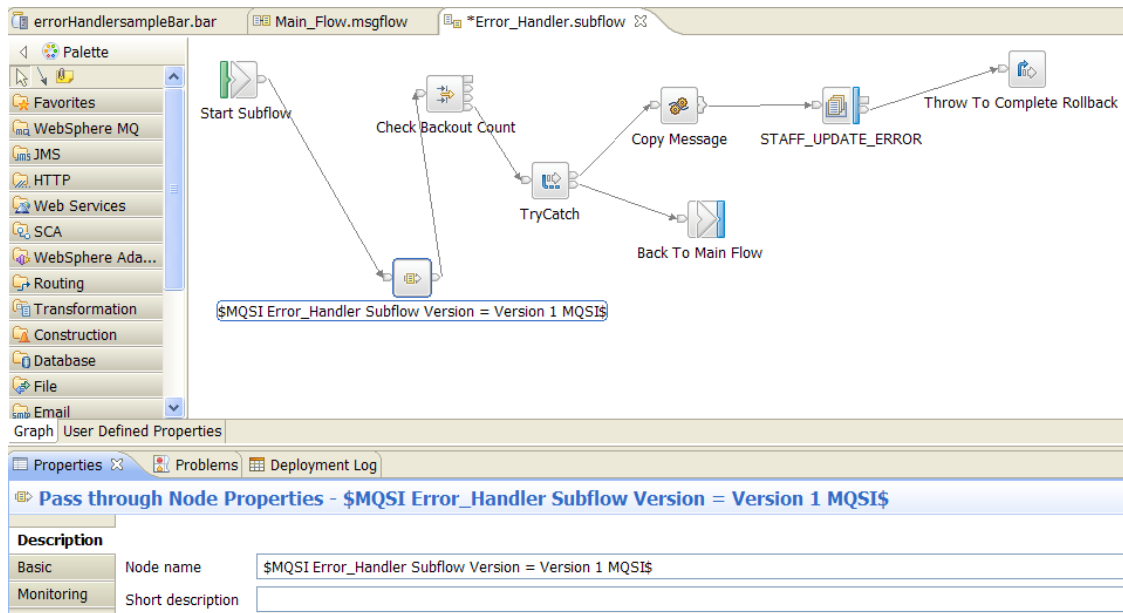 errorHandlersampleBar.bar
Main_Flow.msgflow
*Error_Handler.subflow
Palette
Favorites
WebSphere MQ
JMS
HTTP
Web Services
SCA
WebSphere Ada...
Routing
Transformation
Construction
Database
File
Email
Start Subflow
Check Backout Count
Copy Message
STAFF_UPDATE_ERROR
Throw To Complete Rollback
TryCatch
Back To Main Flow
$MQSI Error_Handler Subflow Version = Version 1 MQSI$
Graph
User Defined Properties
Properties
Problems
Deployment Log
Pass through Node Properties - $MQSI Error_Handler Subflow Version = Version 1 MQSI$
Description
Basic
Node name
$MQSI Error_Handler Subflow Version = Version 1 MQSI$
Monitoring
Short description